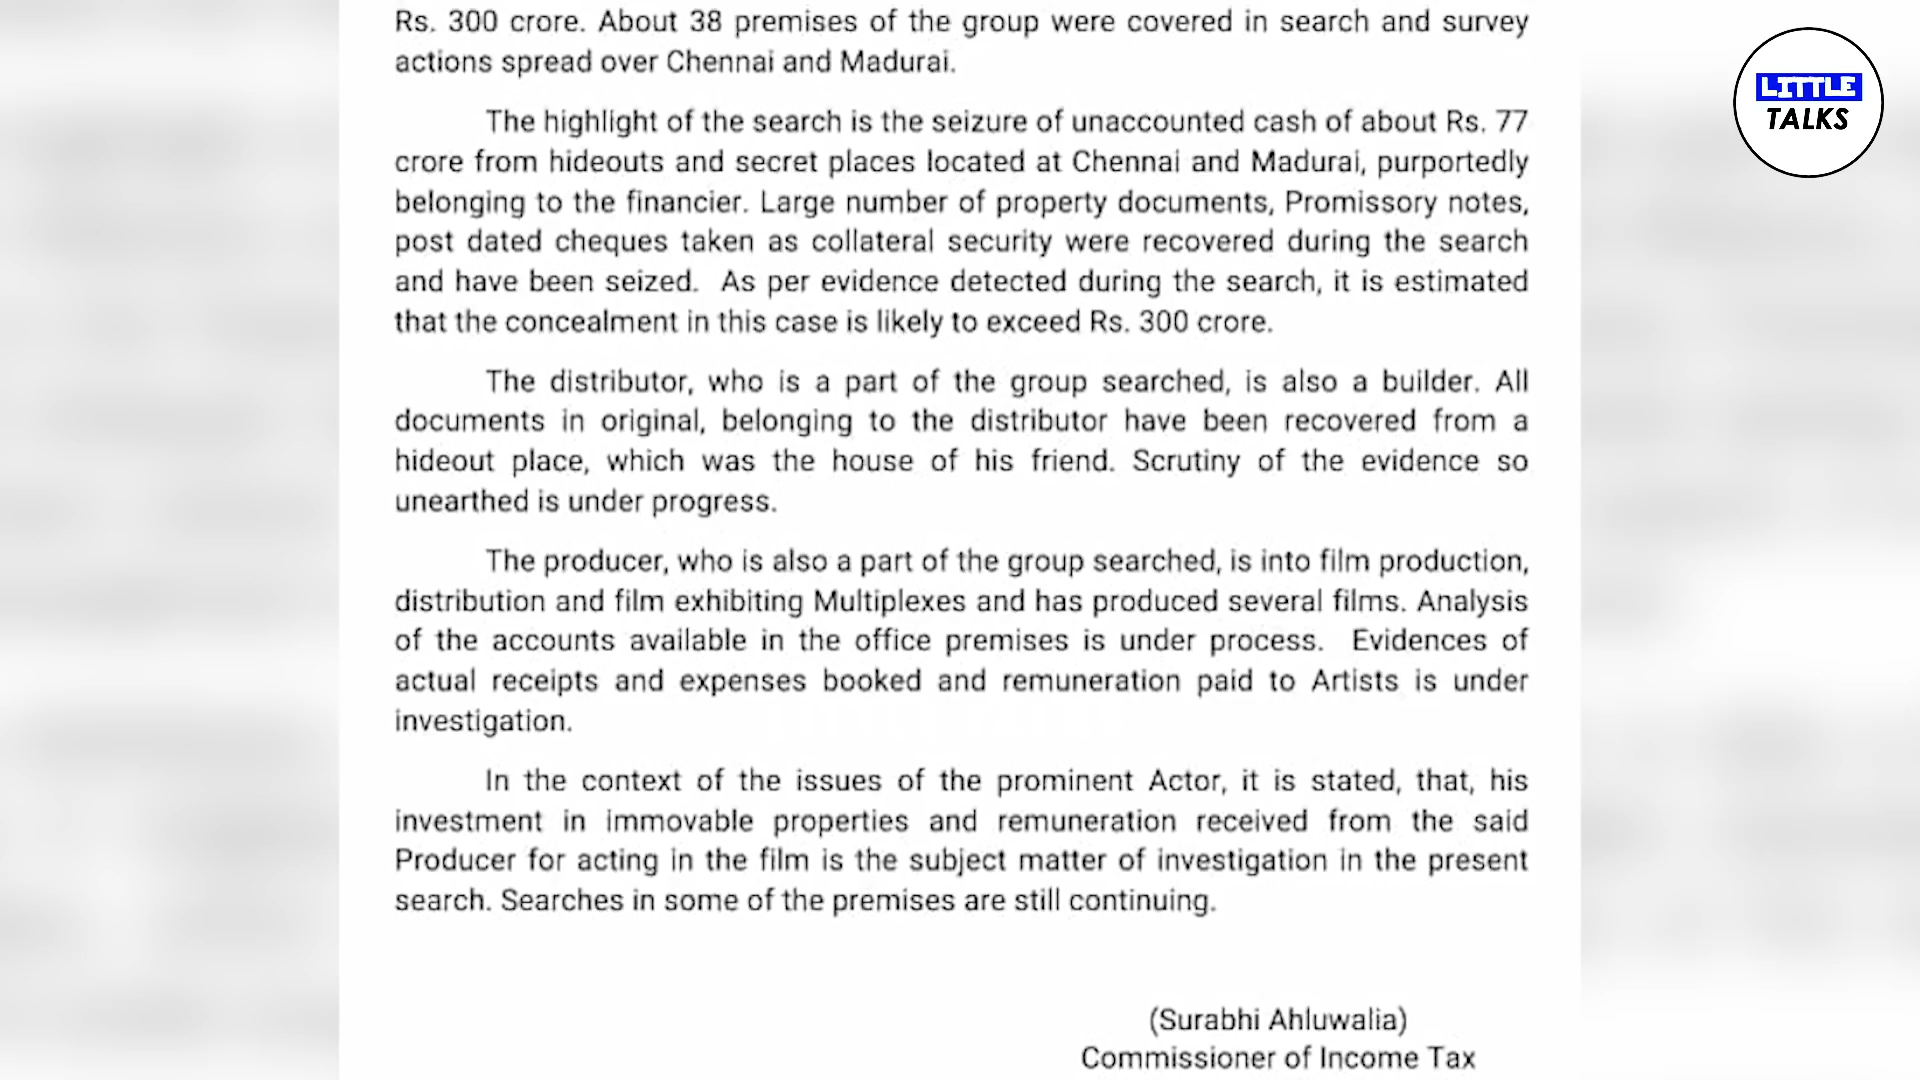 Rs. 300 crore. About 38 premises of the group were covered in search and survey
actions spread over Chennai and Madurai.
The highlight of the search is the seizure of unaccounted cash of about Rs. 77
crore from hideouts and secret places located at Chennai and Madurai, purportedly
belonging to the financier. Large number of property documents, Promissory notes,
post dated cheques taken as collateral security were recovered during the search
and have been seized.  As per evidence detected during the search, it is estimated
that the concealment in this case is likely to exceed Rs. 300 crore.
The distributor, who is a part of the group searched, is also a builder. All
documents in original, belonging to the distributor have been recovered from a
hideout place, which was the house of his friend. Scrutiny of the evidence so
unearthed is under progress.
The producer, who is also a part of the group searched, is into film production,
distribution and film exhibiting Multiplexes and has produced several films. Analysis
of the accounts available in the office premises is under process.  Evidences of
actual receipts and expenses booked and remuneration paid to Artists is under
investigation.
In the context of the issues of the prominent Actor, it is stated, that, his
investment in immovable properties and remuneration received from the said
Producer for acting in the film is the subject matter of investigation in the present
search. Searches in some of the premises are still continuing.
(Surabhi Ahluwalia)
Commissioner of Income Tax
LITTLE
TALKS